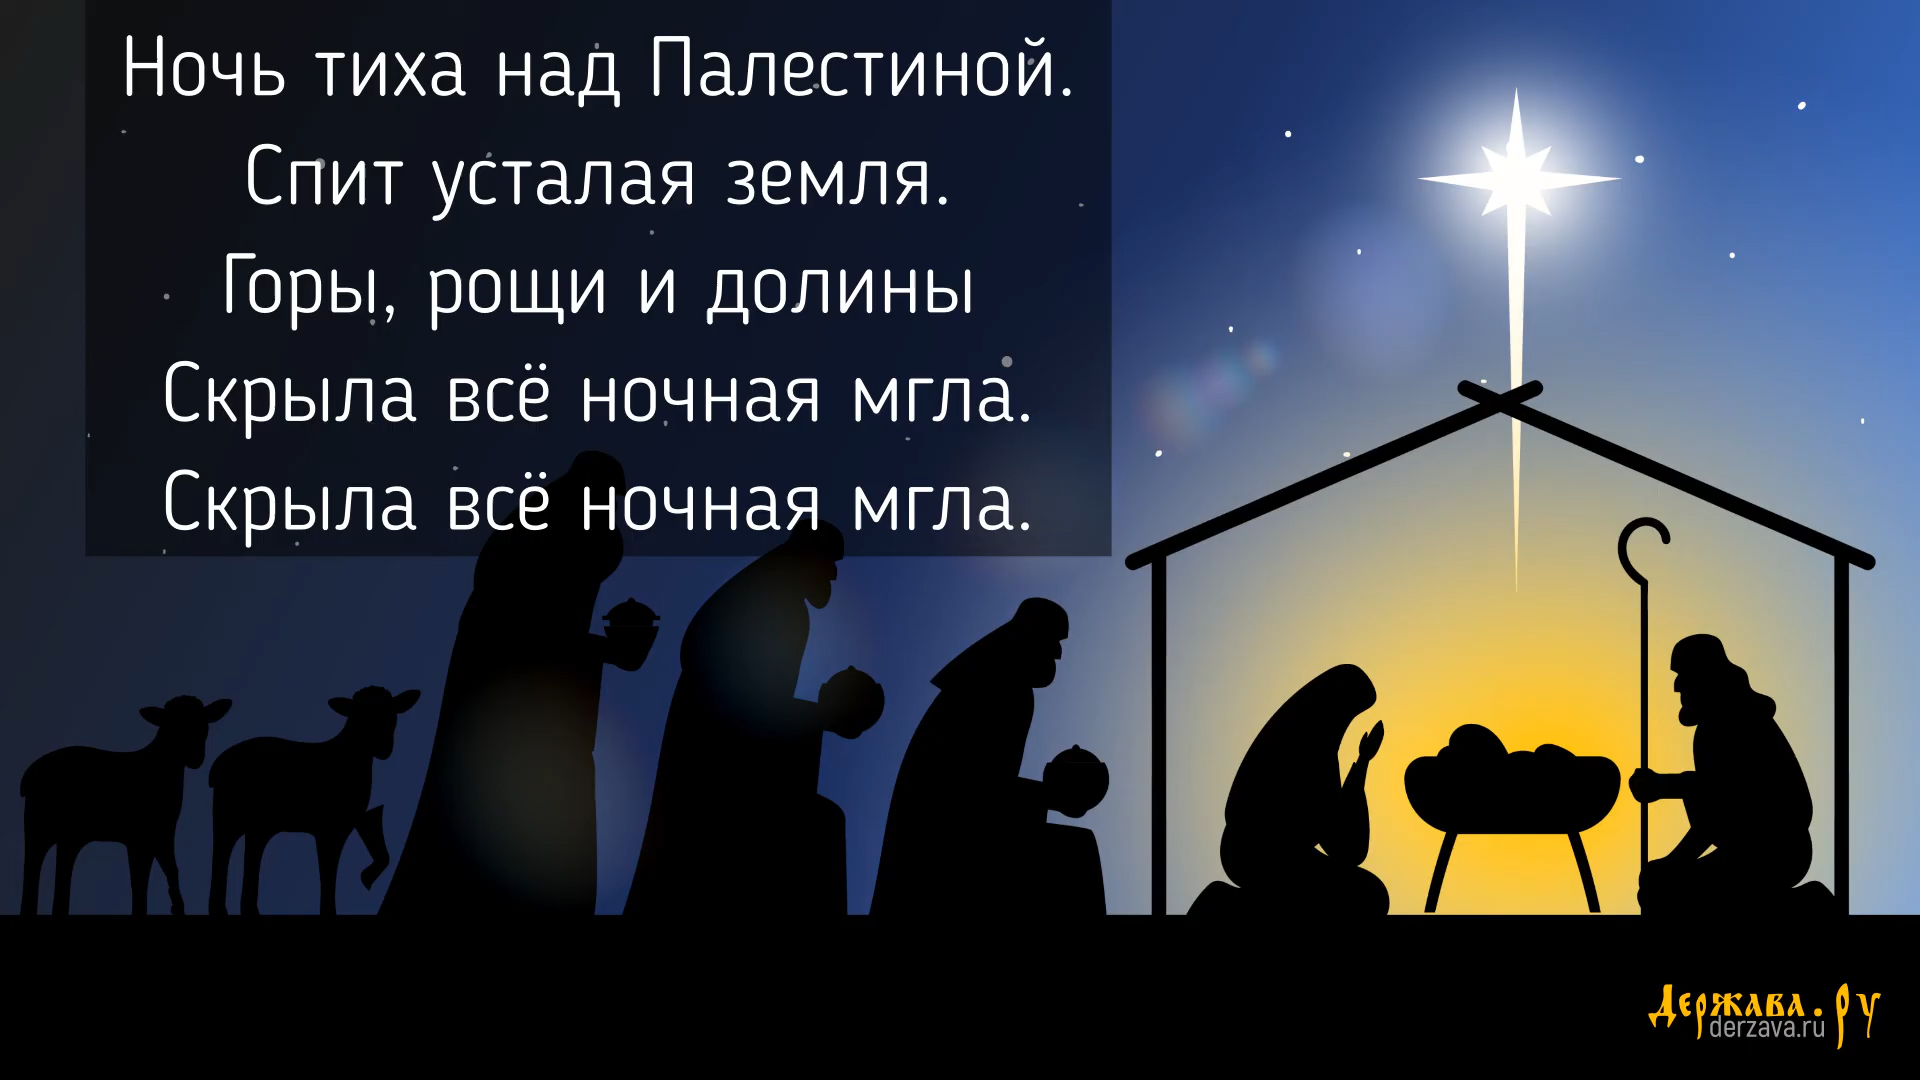 Ночь тиха над Палестиной.
Спит усталая земля.
Горы, рощи и долины
Скрыла всё ночная мгла.
Скрыла всё ночная мгла.
Держава.ру
derzava.ru